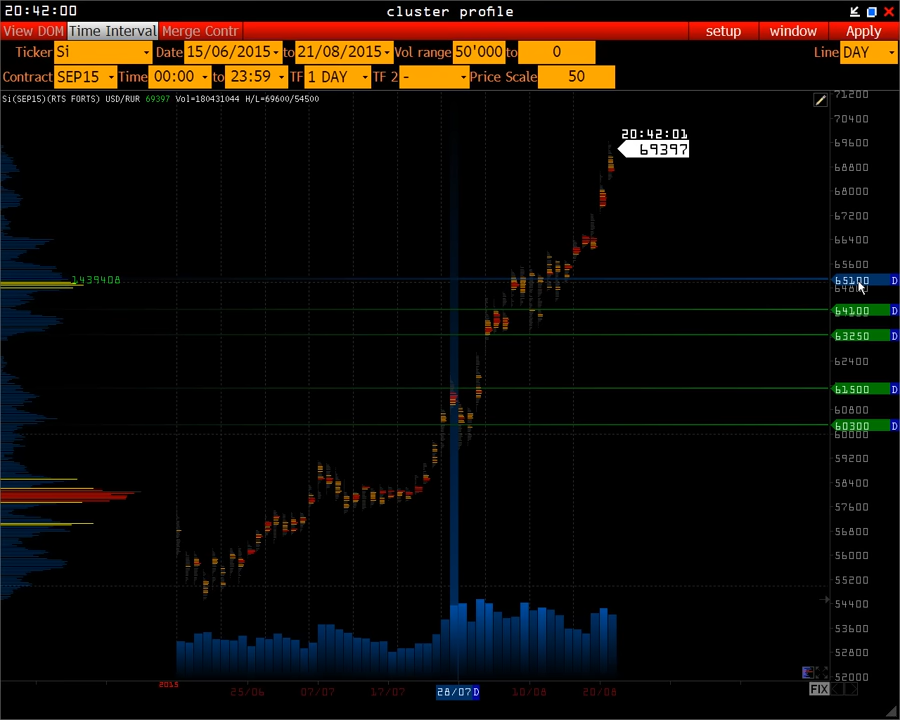 20:42:00 cluster profile
View DOM Time Interval Merge Contr setup window Apply
Ticker Si Date 15/06/2015 to 21/08/2015 Vol range 50'000 to 0 Line DAY
Contract SEP15 Time 00:00 to 23:59 TF 1 DAY TF 2 - Price Scale 50
Si(SEP15)(RTS FORTS) USD/RUR 69397 Vol=180431044 H/L=69600/54500
71200
70400
20:42:01
69600
69397
68800
68000
67200
66400
65600
1439408
65100 D
64800
64100 D
63250 D
62400
61500 D
60800
60300 D
60000
59200
58400
57600
56800
56000
55200
54400
53600
52800
52000
2015 25/06 07/07 17/07 28/07 D 10/08 20/08
FIX